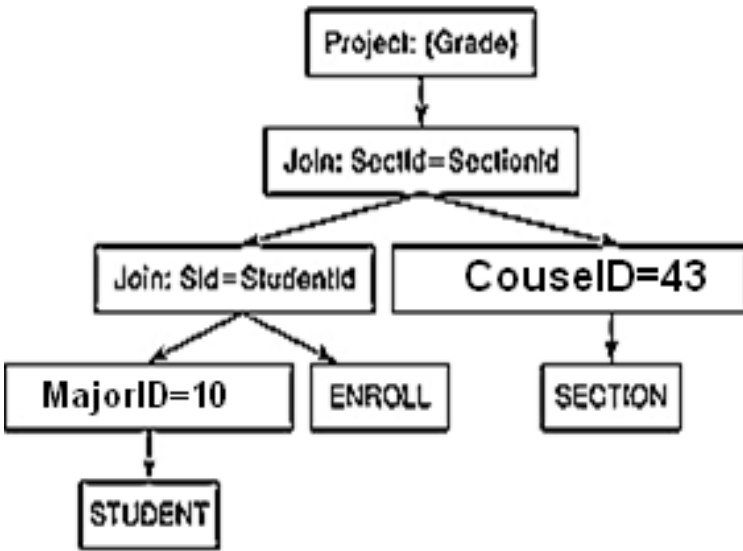 Project: {Grade}
Join: SectId=SectionId
Join: SId=StudentId
CouseID=43
MajorID=10
ENROLL
SECTION
STUDENT